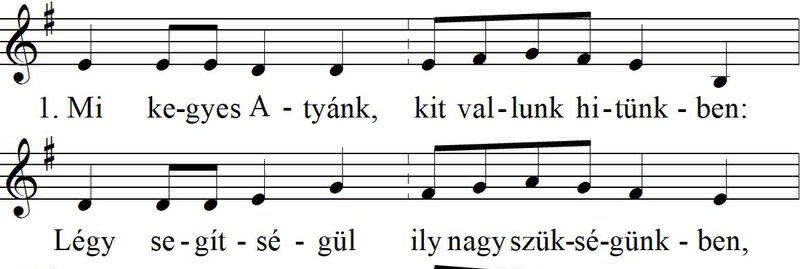 1. Mi ke-gyes A - tyánk, kit val-lunk hi-tünk - ben:
Légy se-gít - sé - gül ily nagy szük-sé-günk - ben,